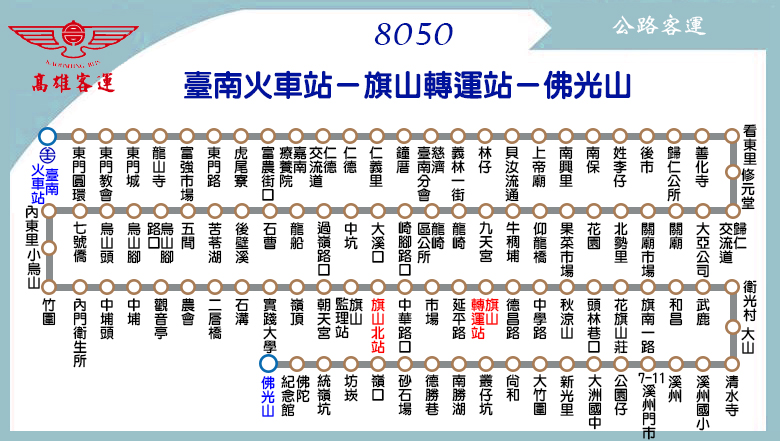 8050
公路客運
KAOHSIUNG BUS
高雄客運
臺南火車站－旗山轉運站－佛光山
臺南火車站
東門圓環
東門教會
東門城
龍山寺
富強市場
東門路
虎尾寮
富農街口
嘉南療養院
仁德交流道
仁德
仁義里
鐘厝
慈濟臺南分會
義林一街
林仔
貝汝流通
上帝廟
南興里
南保
姓李仔
後市
歸仁公所
善化寺
看東里
修元堂
內東里
小烏山
七號僑
烏山頭
烏山腳
烏山腳路口
五間
苦苓湖
後壁溪
石曹
龍船
過嶺路口
中坑
大溪口
崎腳路口
龍崎區公所
龍崎
九天宮
牛稠埔
仰龍橋
果菜市場
花園
北勢里
關廟市場
關廟
大亞公司
歸仁交流道
竹圍
內門衛生所
中埔頭
中埔
觀音亭
農會
二層橋
石溝
實踐大學
嶺頂
朝天宮
旗山監理站
旗山北站
中華路口
市場
延平路
旗山轉運站
德昌路
中學路
秋涼山
頭林巷口
花旗山莊
旗南一路
和昌
武鹿
衛光村
大山
佛光山
佛陀紀念館
統嶺坑
坊崁
嶺口
砂石場
德勝巷
南勝湖
叢仔坑
尙和
大竹圍
新光里
大洲國中
公園仔
7-11溪州門市
溪州
溪州國小
清水寺